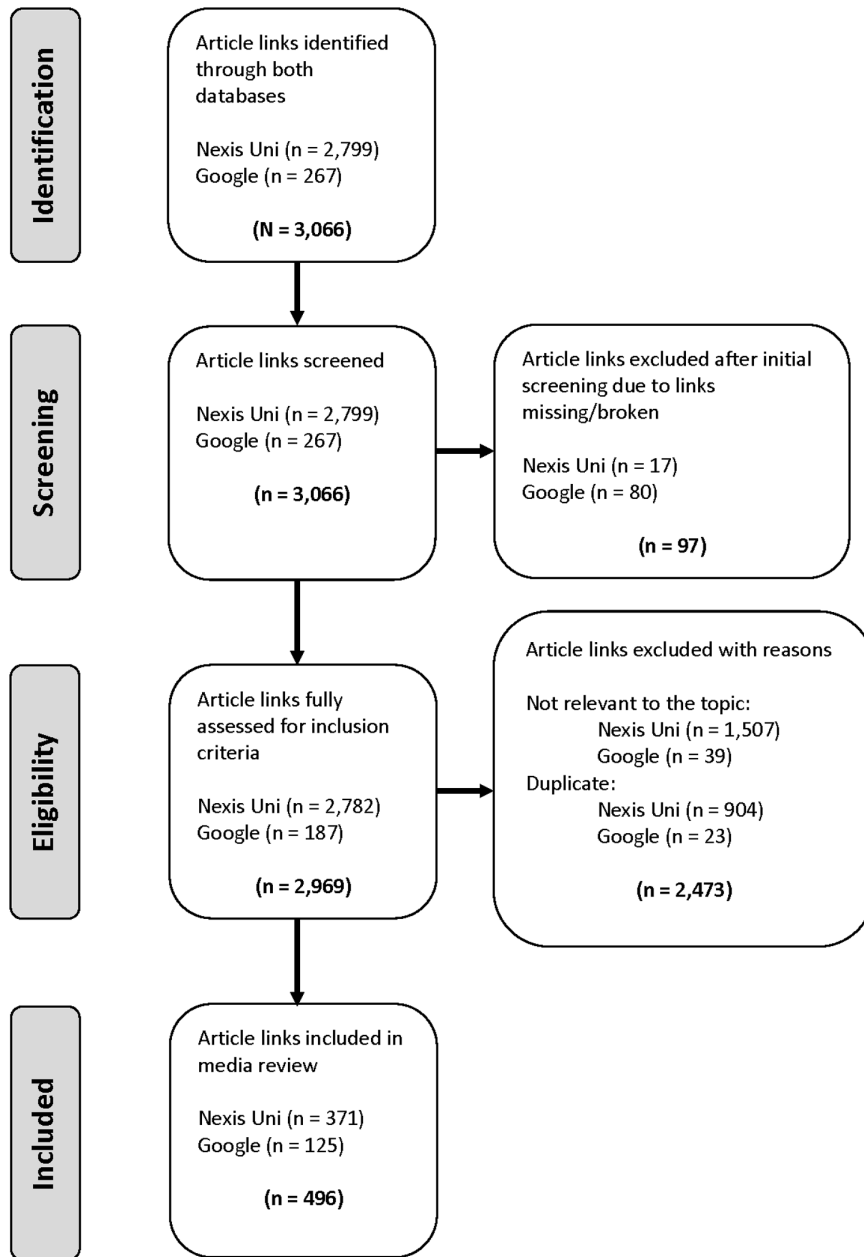 Identification
Article links identified
through both
databases
Nexis Uni (n = 2,799)
Google (n = 267)
(N = 3,066)
Screening
Article links screened
Nexis Uni (n = 2,799)
Google (n = 267)
(n = 3,066)
Article links excluded after initial
screening due to links
missing/broken
Nexis Uni (n = 17)
Google (n = 80)
(n = 97)
Eligibility
Article links fully
assessed for inclusion
criteria
Nexis Uni (n = 2,782)
Google (n = 187)
(n = 2,969)
Article links excluded with reasons
Not relevant to the topic:
Nexis Uni (n = 1,507)
Google (n = 39)
Duplicate:
Nexis Uni (n = 904)
Google (n = 23)
(n = 2,473)
Included
Article links included in
media review
Nexis Uni (n = 371)
Google (n = 125)
(n = 496)